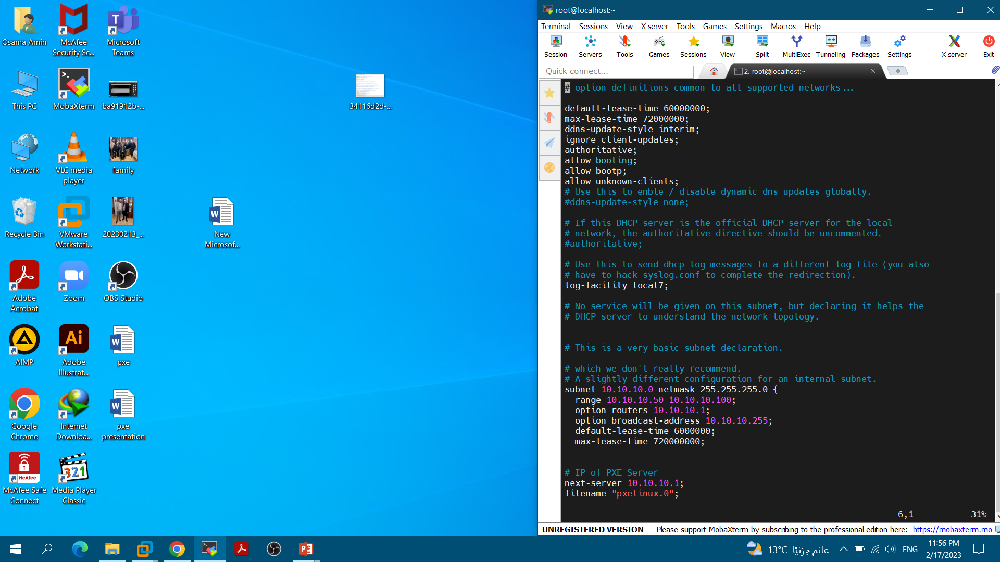 Osama Amin
McAfee
Security Sc...
Microsoft
Teams
This PC
MobaXterm
ba91912b-...
34116d2d-...
Network
VLC media
player
family
Recycle Bin
VMware
Workstati...
20230213_...
New
Microsof...
Adobe
Acrobat
Zoom
OBS Studio
AIMP
Adobe
Illustrat...
pxe
Google
Chrome
Internet
Downloa...
pxe
presentation
McAfee Safe
Connect
Media Player
Classic
root@localhost:~
Terminal Sessions View X server Tools Games Settings Macros Help
Session Servers Tools Games Sessions View Split MultiExec Tunneling Packages Settings X server Exit
Quick connect...
2. root@localhost:~
# option definitions common to all supported networks...
default-lease-time 60000000;
max-lease-time 72000000;
ddns-update-style interim;
ignore client-updates;
authoritative;
allow booting;
allow bootp;
allow unknown-clients;
# Use this to enble / disable dynamic dns updates globally.
#ddns-update-style none;
# If this DHCP server is the official DHCP server for the local
# network, the authoritative directive should be uncommented.
#authoritative;
# Use this to send dhcp log messages to a different log file (you also
# have to hack syslog.conf to complete the redirection).
log-facility local7;
# No service will be given on this subnet, but declaring it helps the
# DHCP server to understand the network topology.
# This is a very basic subnet declaration.
# which we don't really recommend.
# A slightly different configuration for an internal subnet.
subnet 10.10.10.0 netmask 255.255.255.0 {
range 10.10.10.50 10.10.10.100;
option routers 10.10.10.1;
option broadcast-address 10.10.10.255;
default-lease-time 6000000;
max-lease-time 720000000;
# IP of PXE Server
next-server 10.10.10.1;
filename "pxelinux.0";
6,1 31%
UNREGISTERED VERSION - Please support MobaXterm by subscribing to the professional edition here: https://mobaxterm.mo
13°C غائم جزئيًا
ENG
11:56 PM
2/17/2023